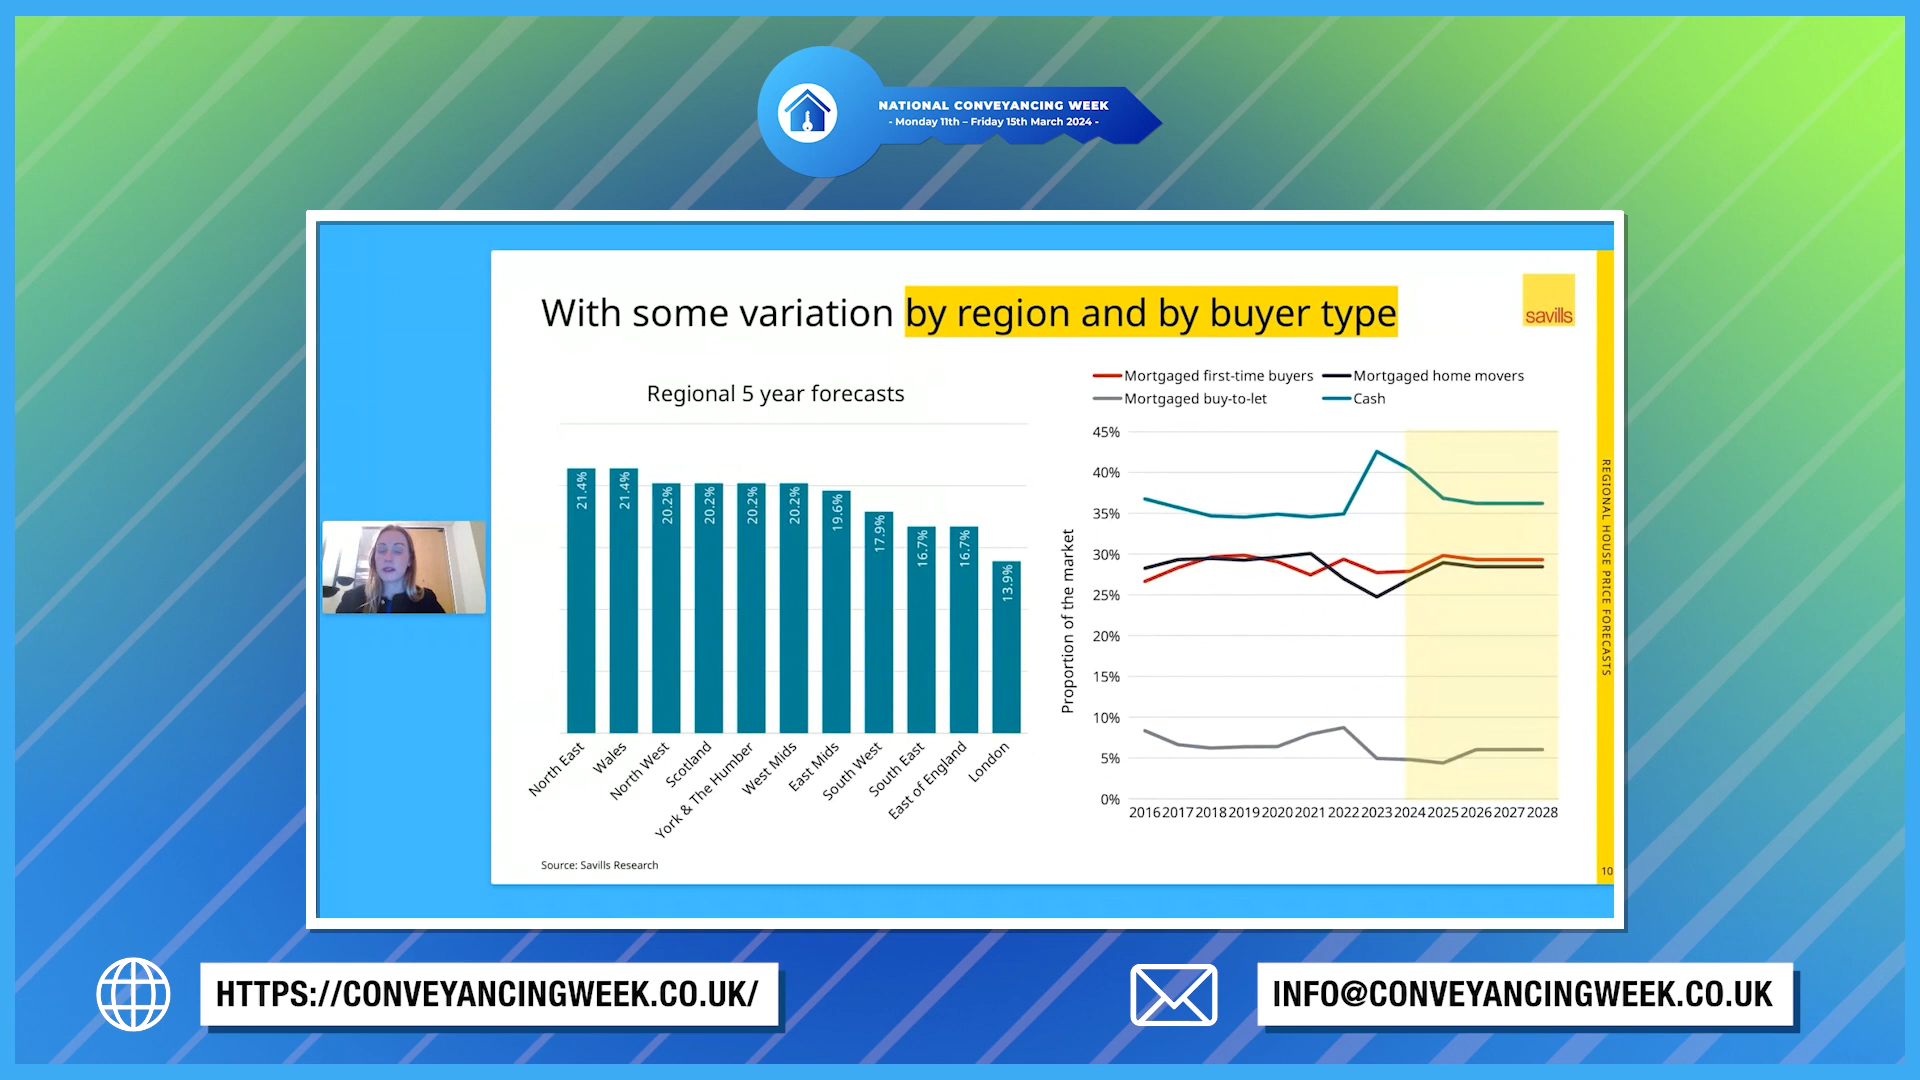 NATIONAL CONVEYANCING WEEK
- Monday 11th – Friday 15th March 2024 -
With some variation by region and by buyer type
savills
Regional 5 year forecasts
21.4%
21.4%
20.2%
20.2%
20.2%
20.2%
19.6%
17.9%
16.7%
16.7%
13.9%
North East
Wales
North West
Scotland
York & The Humber
West Mids
East Mids
South West
South East
East of England
London
Source: Savills Research
Mortgaged first-time buyers
Mortgaged home movers
Mortgaged buy-to-let
Cash
Proportion of the market
45%
40%
35%
30%
25%
20%
15%
10%
5%
0%
2016 2017 2018 2019 2020 2021 2022 2023 2024 2025 2026 2027 2028
REGIONAL HOUSE PRICE FORECASTS
10
HTTPS://CONVEYANCINGWEEK.CO.UK/
INFO@CONVEYANCINGWEEK.CO.UK